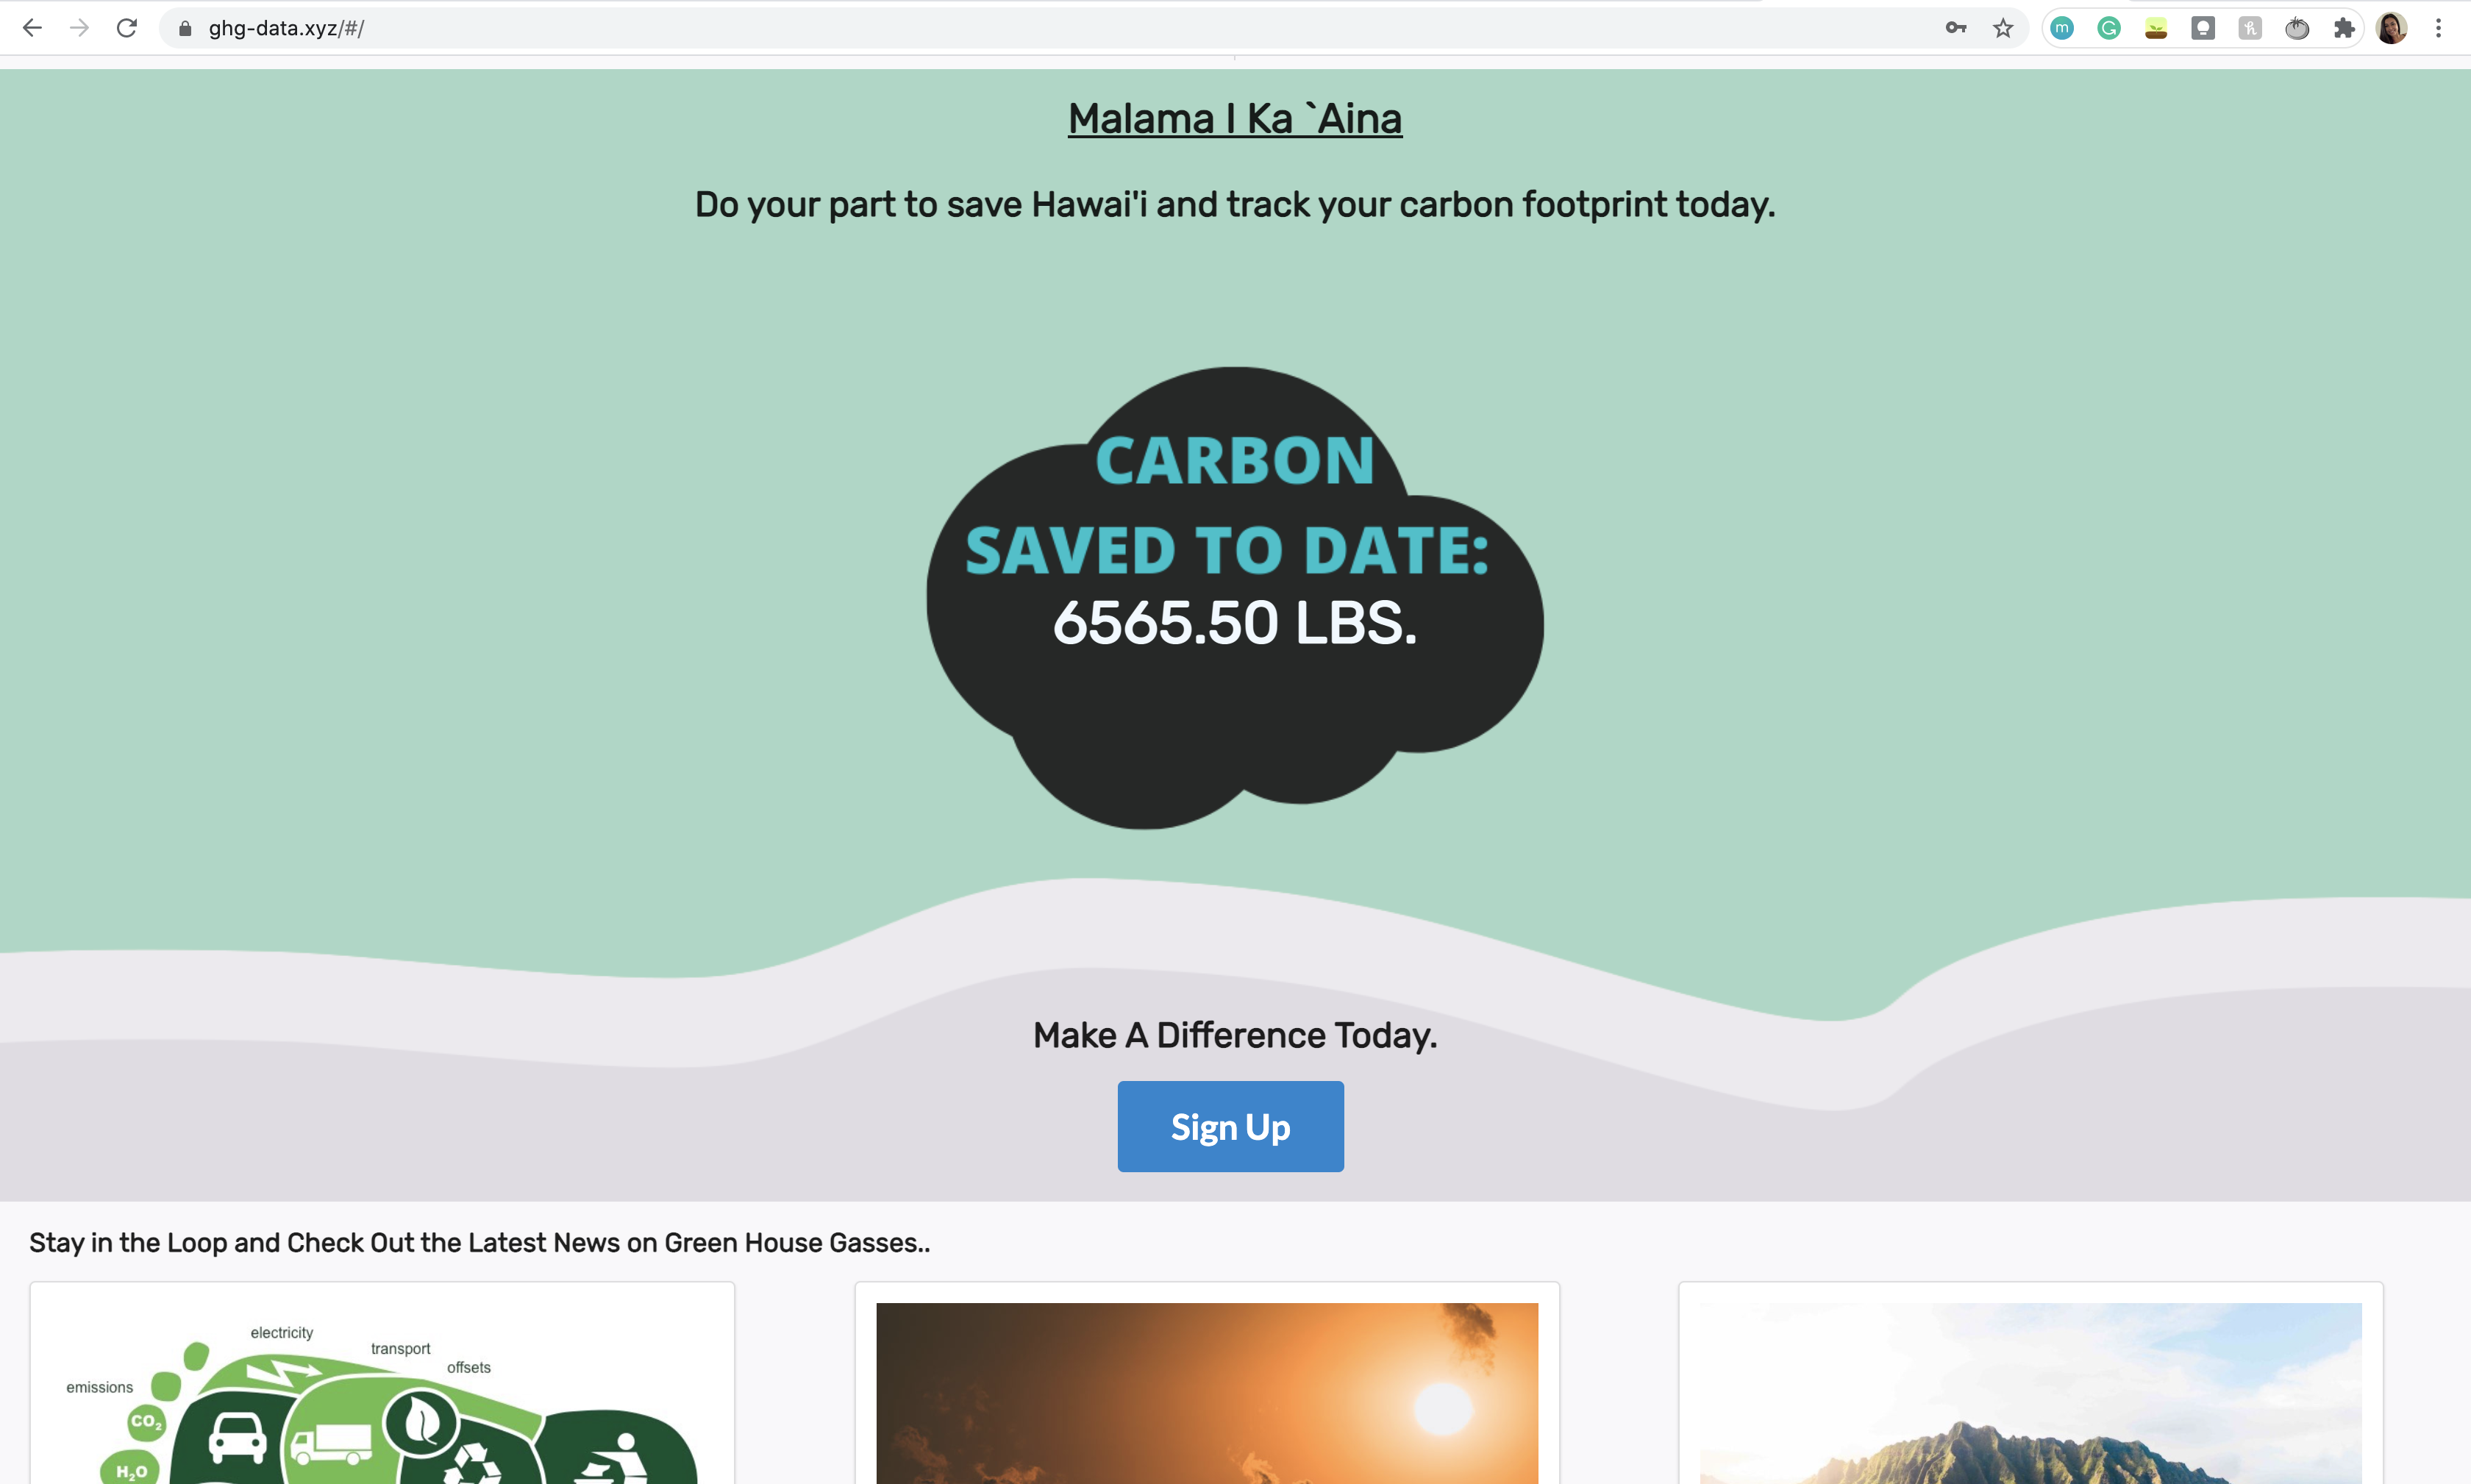 ghg-data.xyz/#/
Malama I Ka `Aina
Do your part to save Hawai'i and track your carbon footprint today.
CARBON
SAVED TO DATE:
6565.50 LBS.
Make A Difference Today.
Sign Up
Stay in the Loop and Check Out the Latest News on Green House Gasses..
electricity
transport
offsets
emissions
CO₂
H₂O